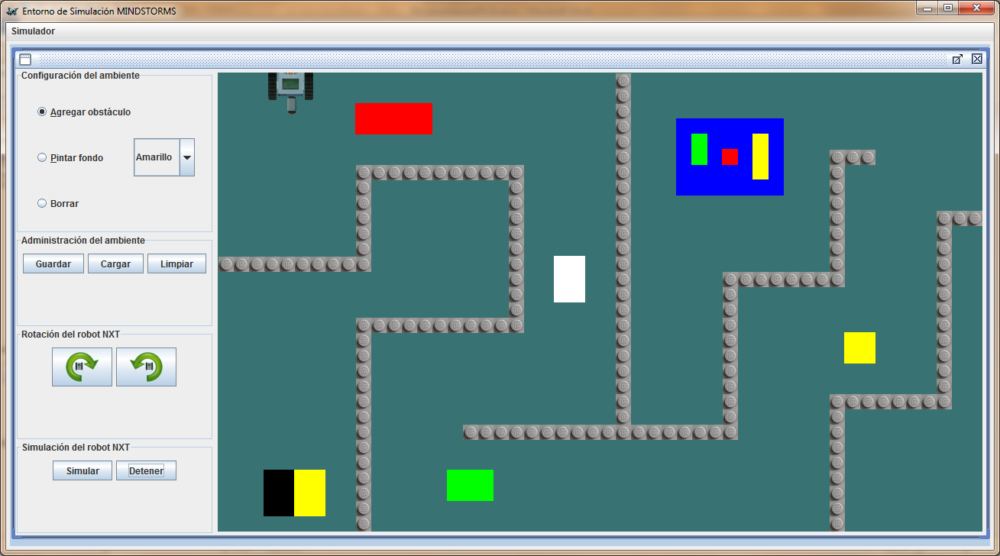 Entorno de Simulación MINDSTORMS
Simulador
Configuración del ambiente
Agregar obstáculo
Pintar fondo
Amarillo
Borrar
Administración del ambiente
Guardar
Cargar
Limpiar
Rotación del robot NXT
Simulación del robot NXT
Simular
Detener